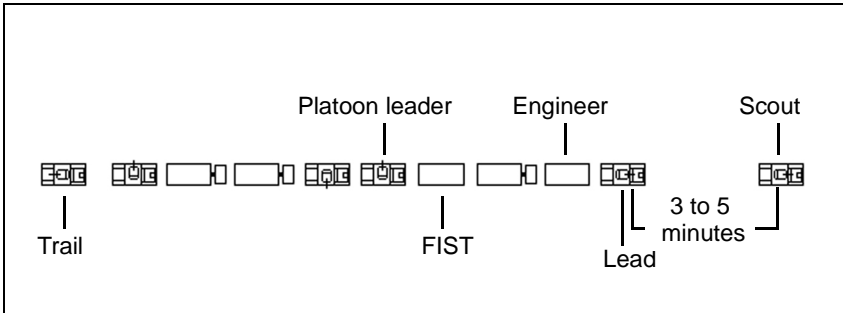 Platoon leader
Engineer
Scout
Trail
FIST
Lead
3 to 5
minutes